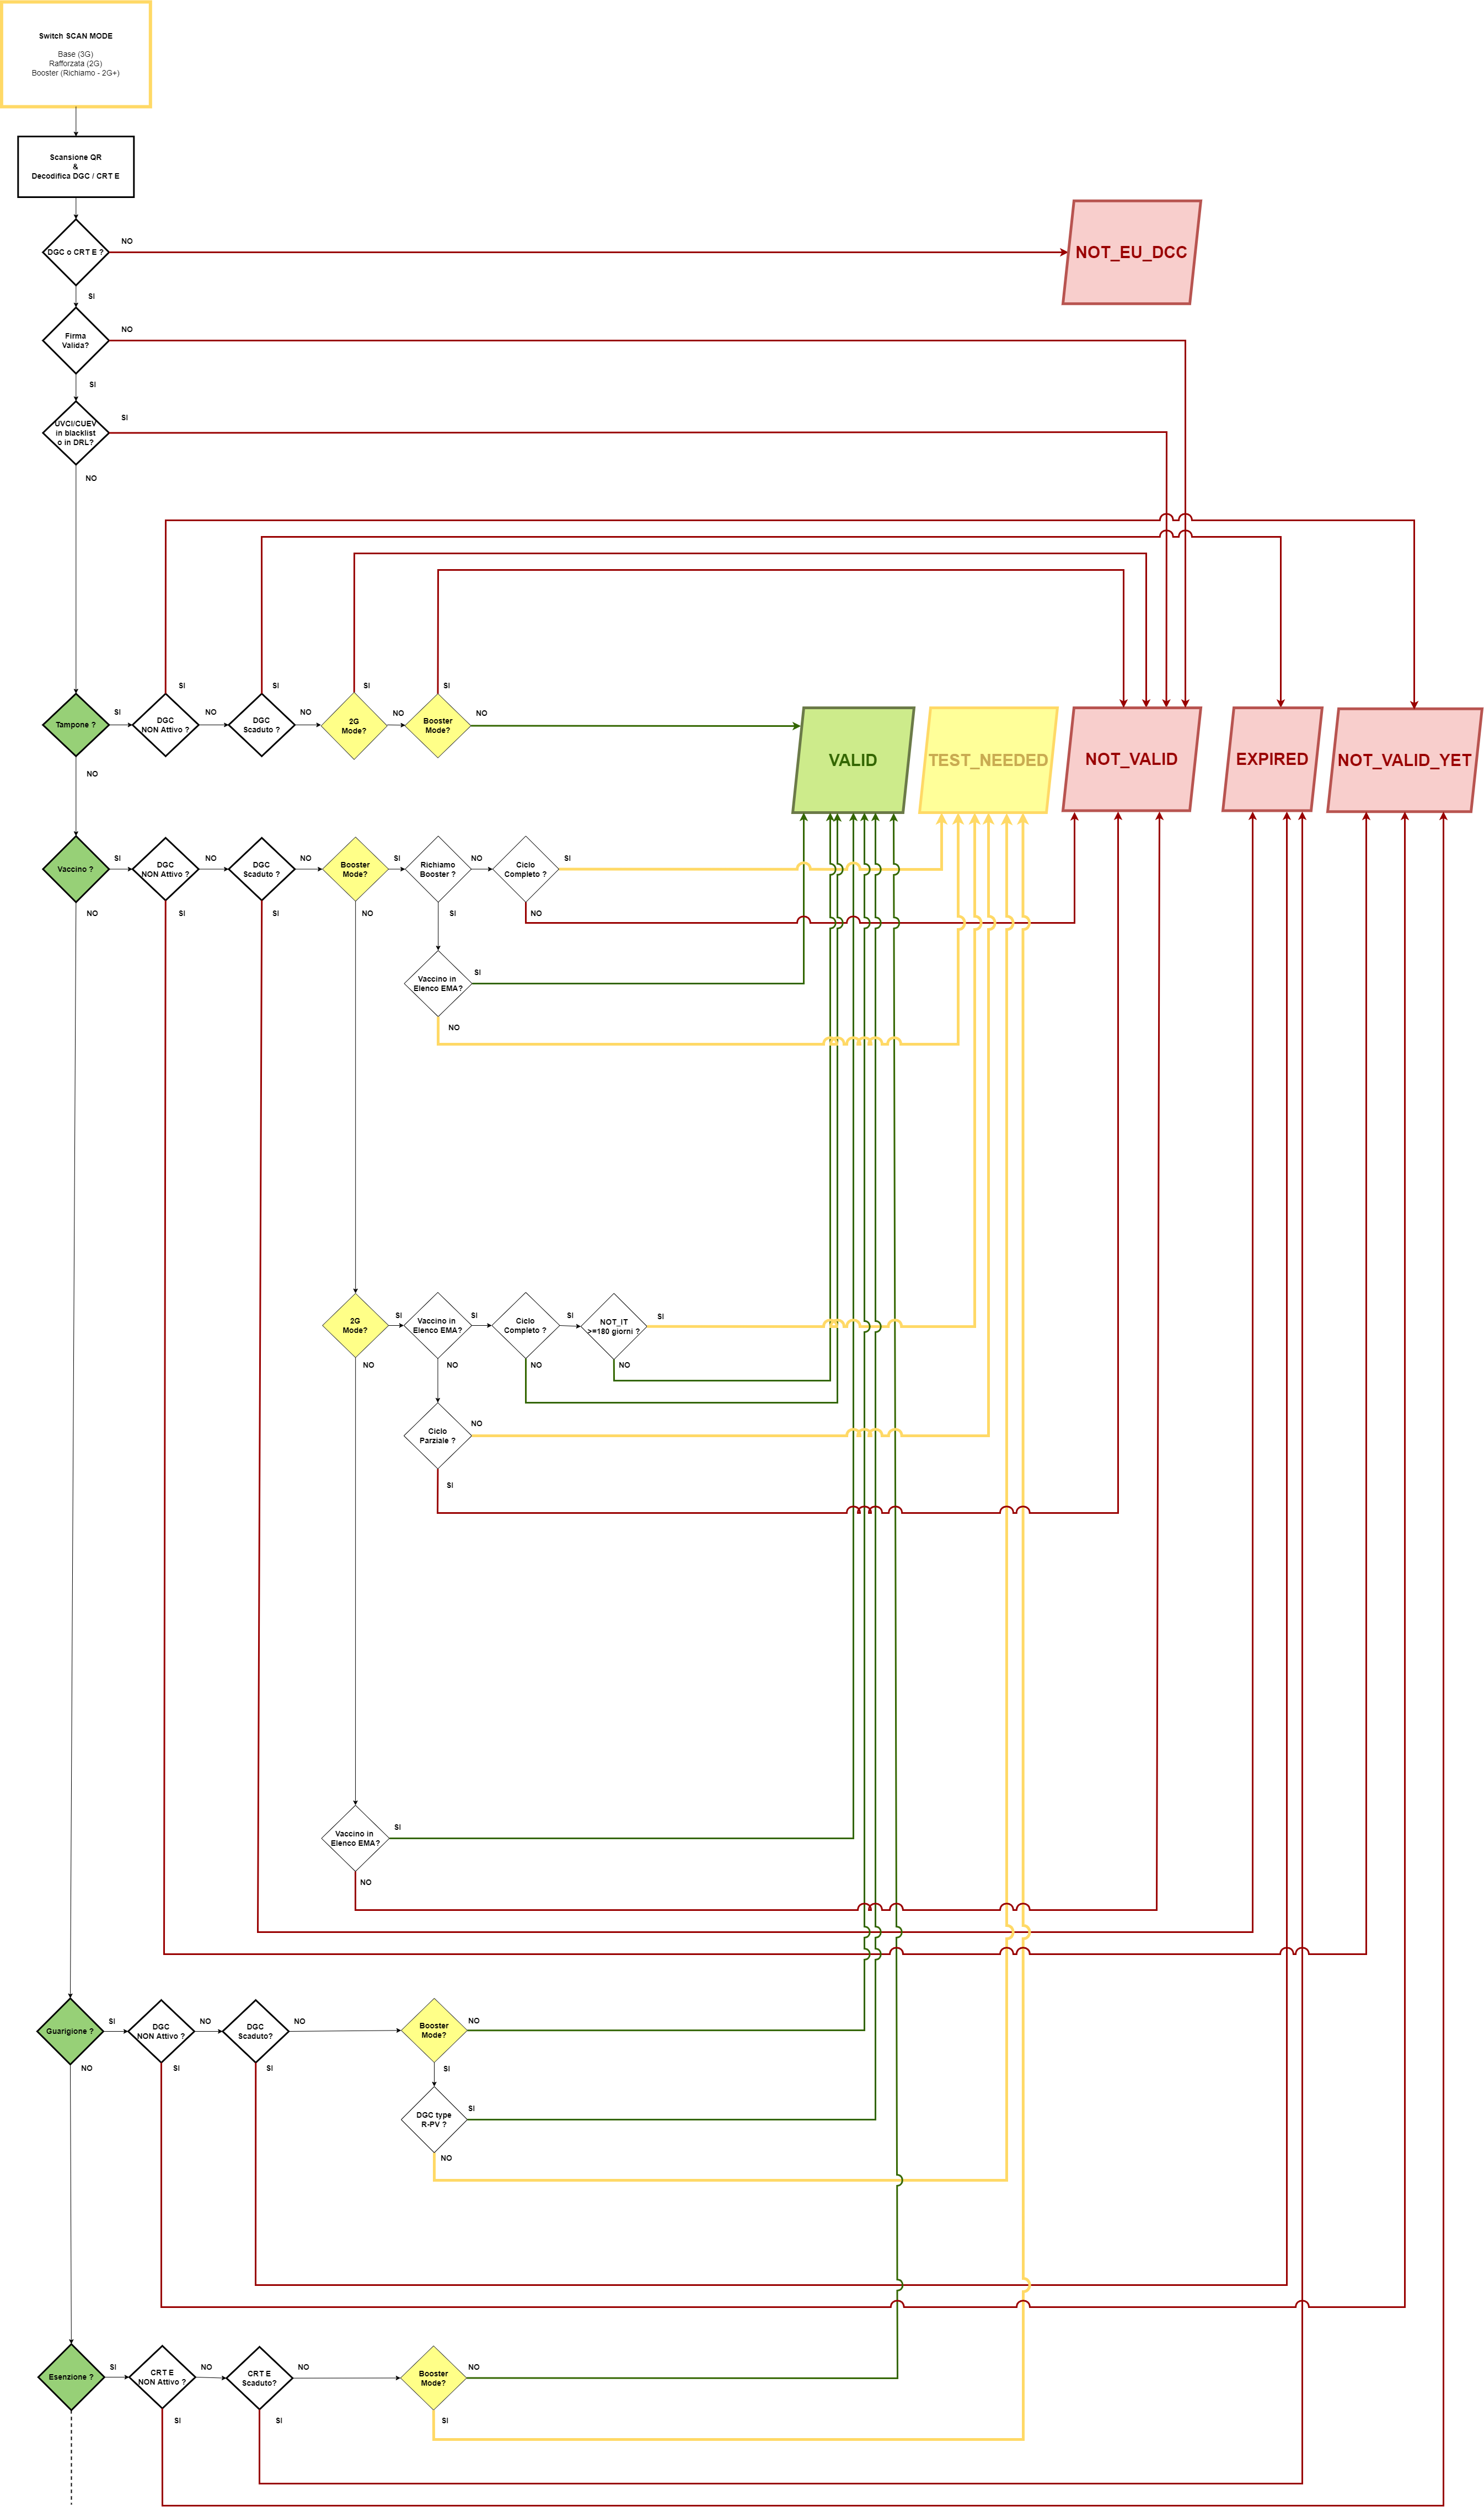 Switch SCAN MODE
Base (3G)
Rafforzata (2G)
Booster (Richiamo - 2G+)
Scansione QR
&
Decodifica DGC / CRT E
DGC o CRT E ?
NO
NOT_EU_DCC
SI
Firma
Valida?
NO
SI
UVCI/CUEV
in blacklist
o in DRL?
SI
NO
Tampone ?
SI
DGC
NON Attivo ?
SI
NO
DGC
Scaduto ?
SI
NO
2G
Mode?
SI
NO
Booster
Mode?
SI
NO
VALID
TEST_NEEDED
NOT_VALID
EXPIRED
NOT_VALID_YET
NO
Vaccino ?
SI
DGC
NON Attivo ?
NO
DGC
Scaduto ?
NO
Booster
Mode?
SI
Richiamo
Booster ?
NO
Ciclo
Completo ?
SI
NO
SI
SI
NO
SI
NO
Vaccino in
Elenco EMA?
SI
NO
2G
Mode?
SI
Vaccino in
Elenco EMA?
SI
Ciclo
Completo ?
SI
NOT_IT
>=180 giorni ?
SI
NO
NO
NO
NO
Ciclo
Parziale ?
NO
SI
Vaccino in
Elenco EMA?
SI
NO
Guarigione ?
SI
DGC
NON Attivo ?
NO
DGC
Scaduto?
NO
Booster
Mode?
NO
NO
SI
SI
SI
DGC type
R-PV ?
SI
NO
Esenzione ?
SI
CRT E
NON Attivo ?
NO
CRT E
Scaduto?
NO
Booster
Mode?
NO
SI
SI
SI